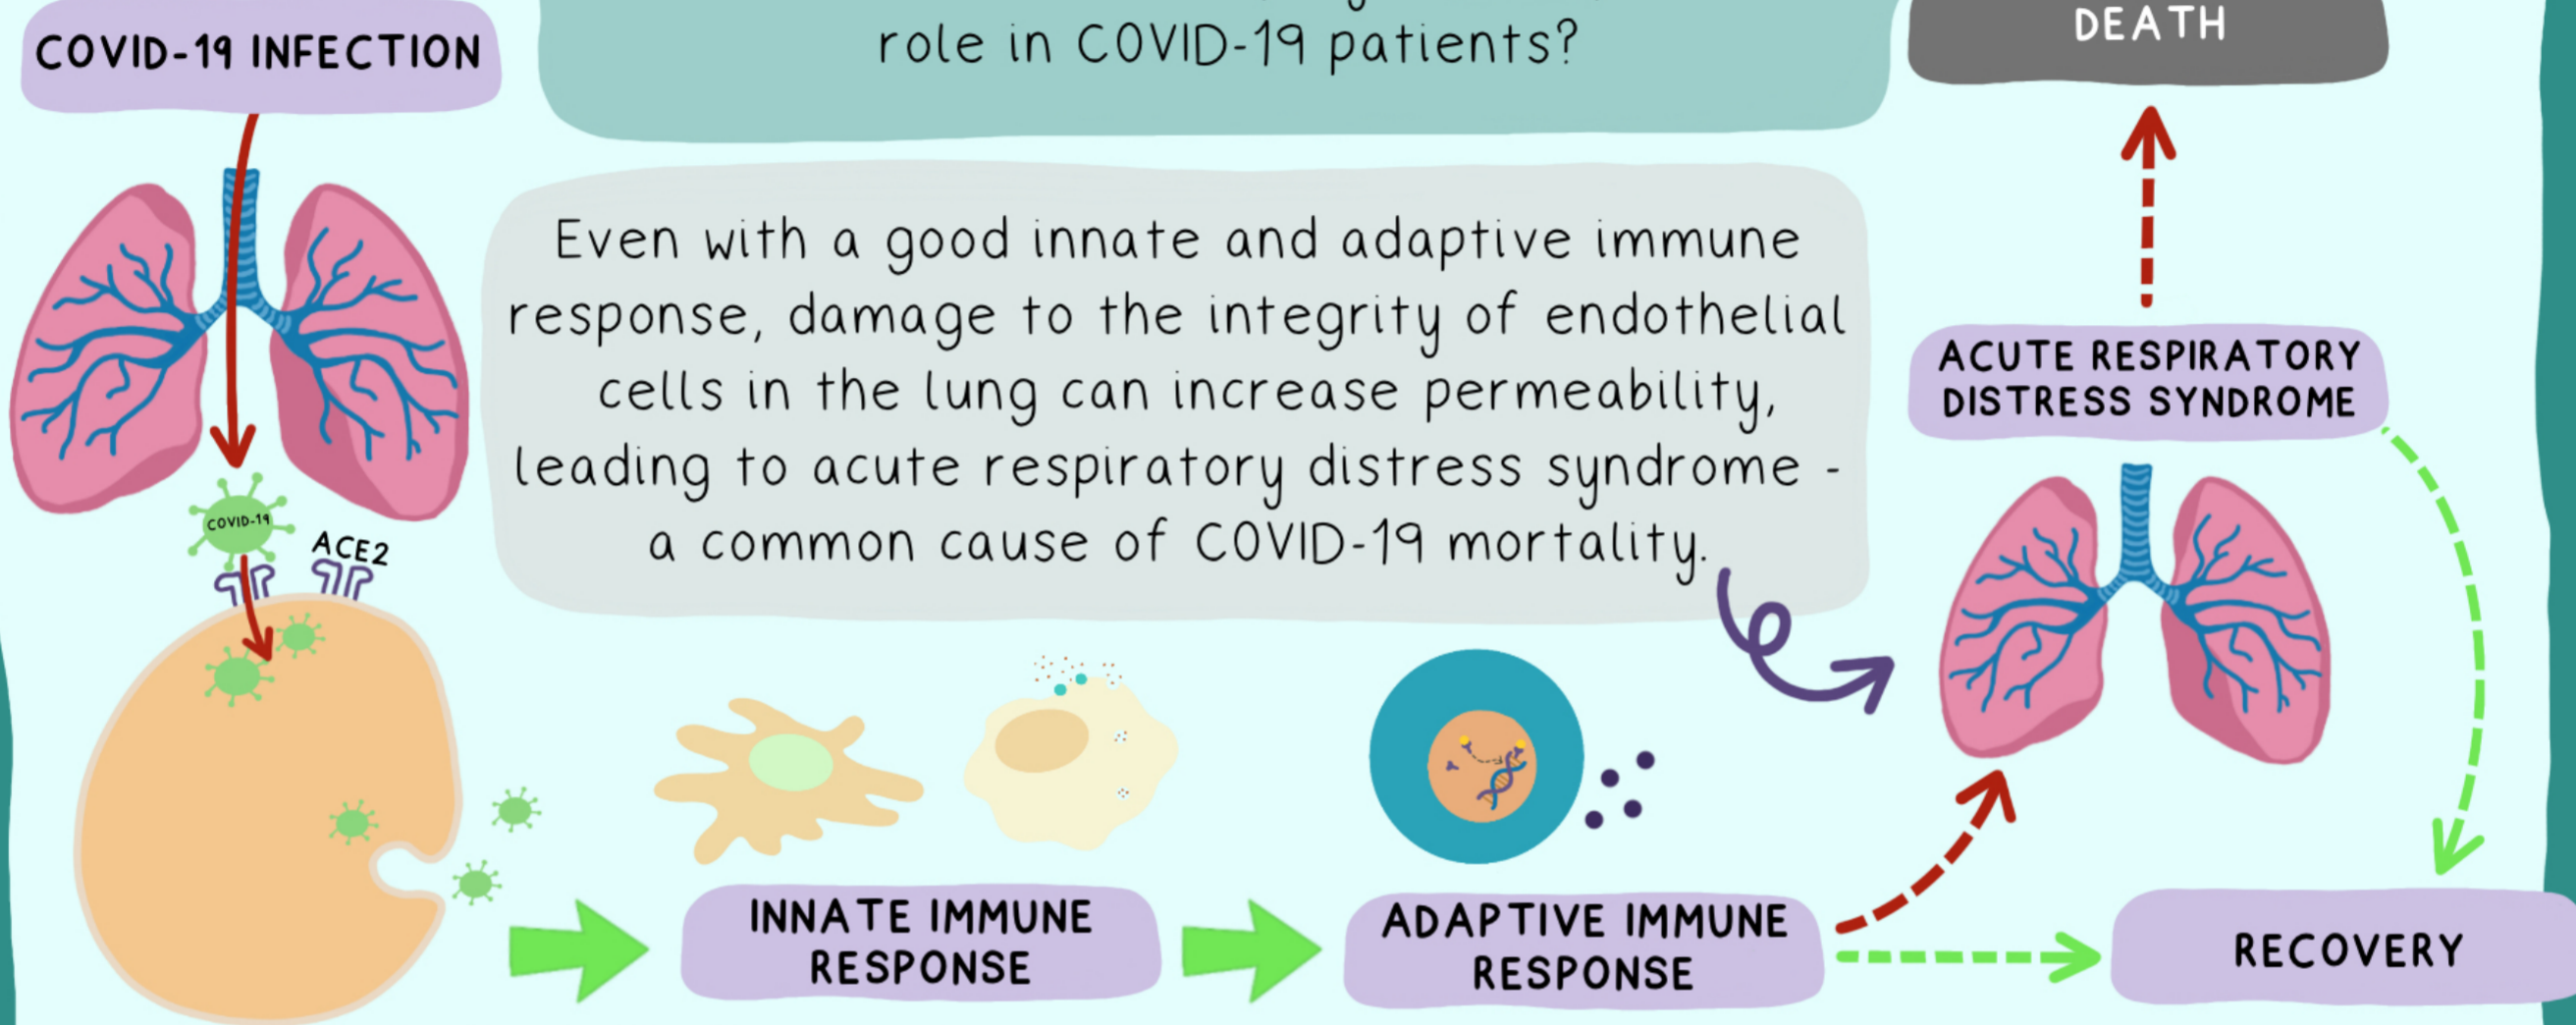 COVID-19 INFECTION
role in COVID-19 patients?
DEATH
Even with a good innate and adaptive immune
response, damage to the integrity of endothelial
cells in the lung can increase permeability,
leading to acute respiratory distress syndrome -
a common cause of COVID-19 mortality.
ACUTE RESPIRATORY
DISTRESS SYNDROME
COVID-19
ACE2
INNATE IMMUNE
RESPONSE
ADAPTIVE IMMUNE
RESPONSE
RECOVERY